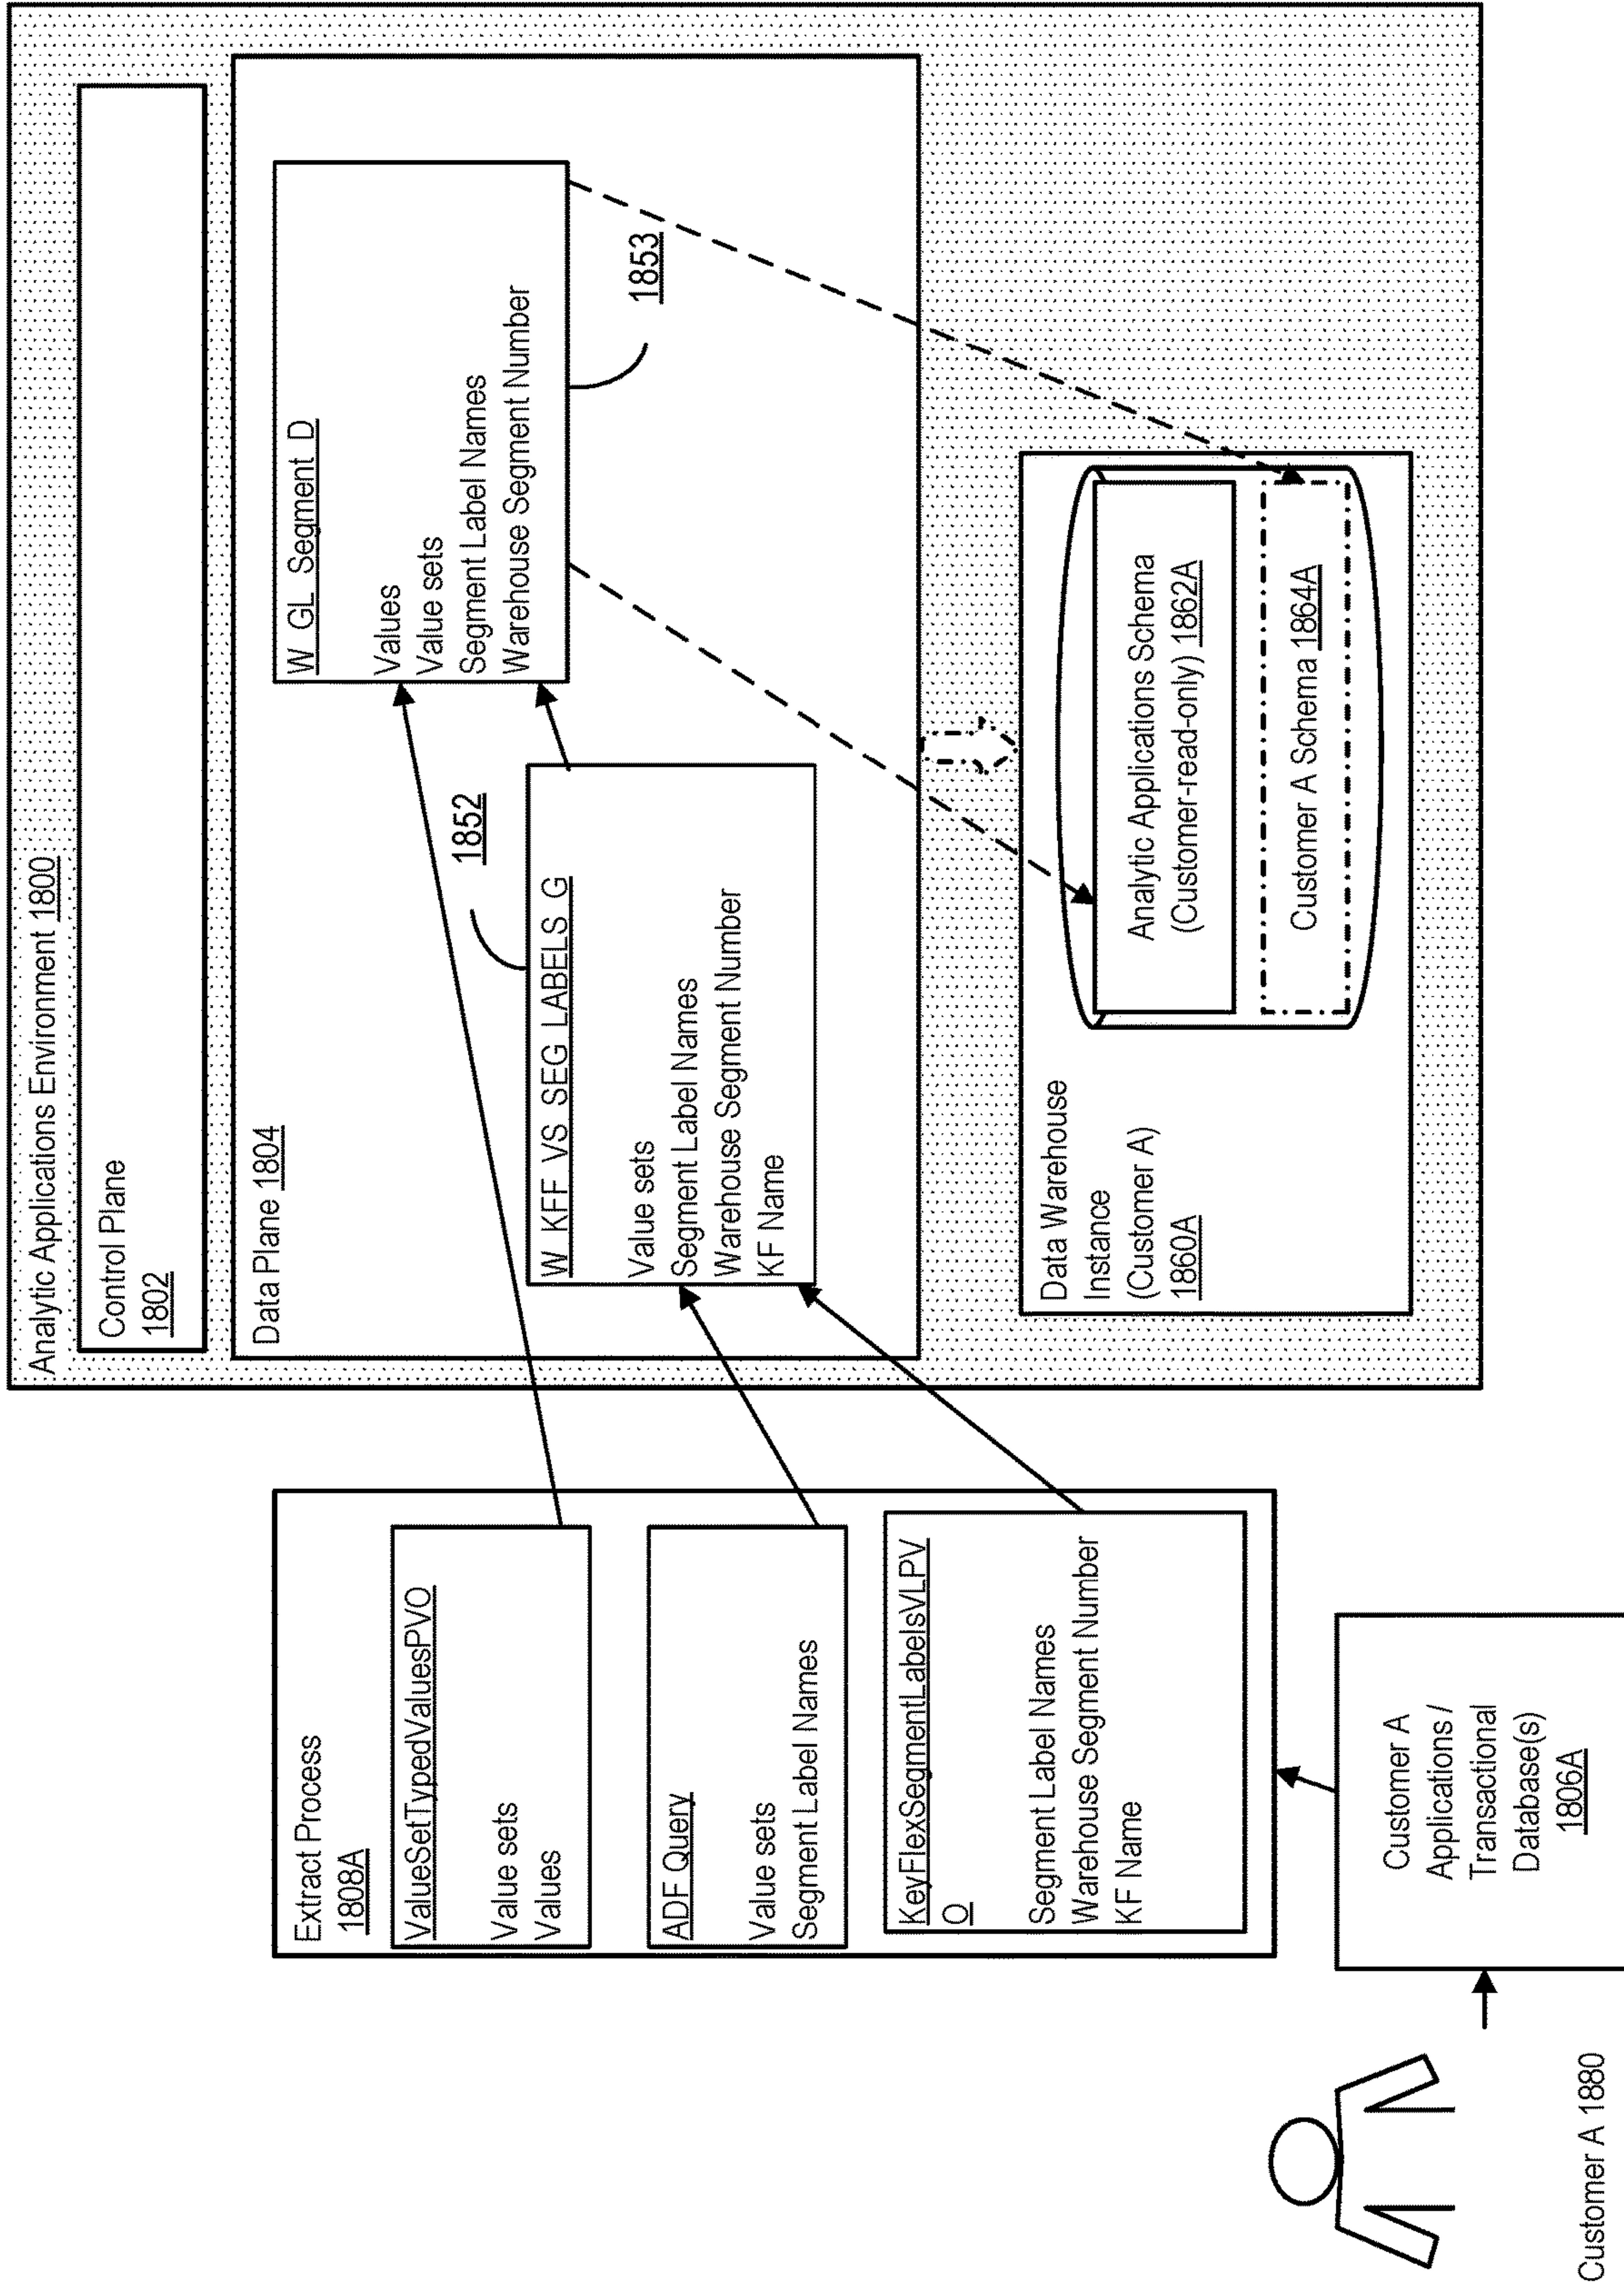 Analytic Applications Environment 1800
Control Plane
1802
Data Plane 1804
W_GL_Segment_D
Values
Value sets
Segment Label Names
Warehouse Segment Number
1853
1852
W_KFF_VS_SEG_LABELS_G
Value sets
Segment Label Names
Warehouse Segment Number
KF Name
Data Warehouse
Instance
(Customer A)
1860A
Analytic Applications Schema
(Customer-read-only) 1862A
Customer A Schema 1864A
Extract Process
1808A
ValueSetTypedValuesPVO
Value sets
Values
ADF Query
Value sets
Segment Label Names
KeyFlexSegmentLabelsVLPV
O
Segment Label Names
Warehouse Segment Number
KF Name
Customer A
Applications /
Transactional
Database(s)
1806A
Customer A 1880